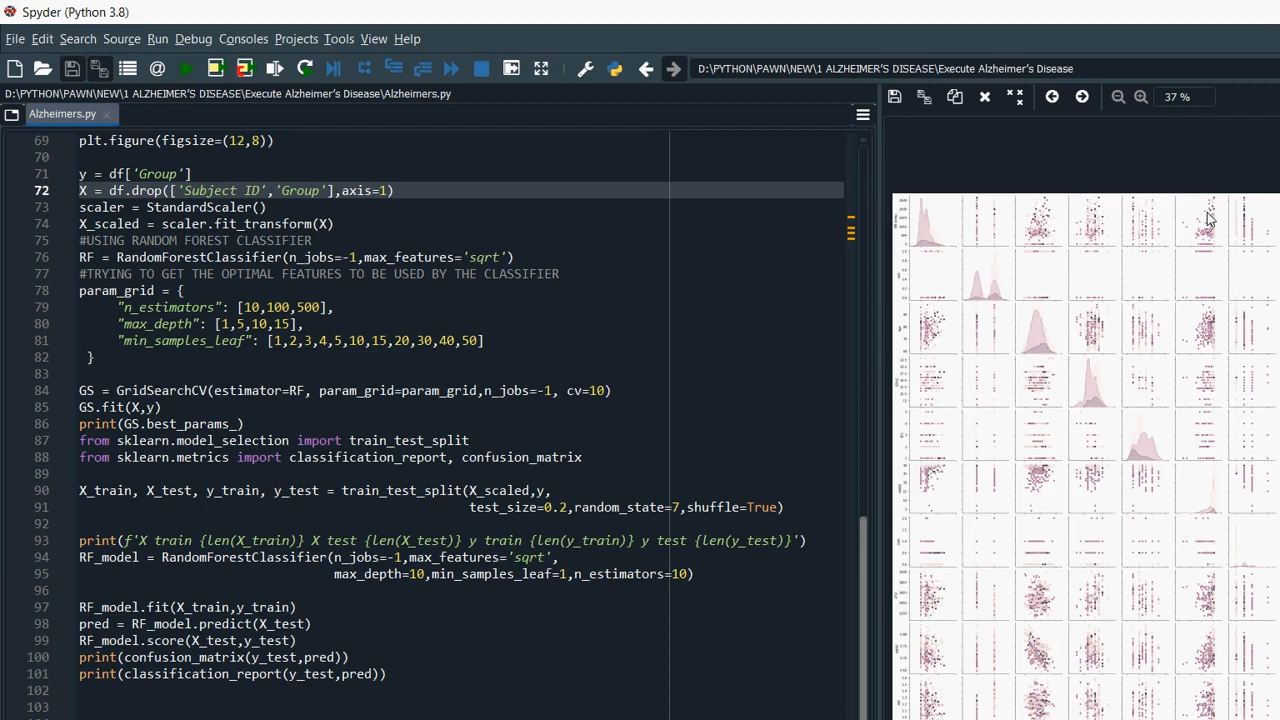 Spyder (Python 3.8)
File Edit Search Source Run Debug Consoles Projects Tools View Help
D:\PYTHON\PAWN\NEW\1 ALZHEIMER'S DISEASE\Execute Alzheimer's Disease
D:\PYTHON\PAWN\NEW\1 ALZHEIMER'S DISEASE\Execute Alzheimer's Disease\Alzheimers.py
Alzheimers.py
37 %
69 plt.figure(figsize=(12,8))
70
71 y = df['Group']
72 X = df.drop(['Subject ID','Group'],axis=1)
73 scaler = StandardScaler()
74 X_scaled = scaler.fit_transform(X)
75 #USING RANDOM FOREST CLASSIFIER
76 RF = RandomForestClassifier(n_jobs=-1,max_features='sqrt')
77 #TRYING TO GET THE OPTIMAL FEATURES TO BE USED BY THE CLASSIFIER
78 param_grid = {
79 "n_estimators": [10,100,500],
80 "max_depth": [1,5,10,15],
81 "min_samples_leaf": [1,2,3,4,5,10,15,20,30,40,50]
82 }
83
84 GS = GridSearchCV(estimator=RF, param_grid=param_grid,n_jobs=-1, cv=10)
85 GS.fit(X,y)
86 print(GS.best_params_)
87 from sklearn.model_selection import train_test_split
88 from sklearn.metrics import classification_report, confusion_matrix
89
90 X_train, X_test, y_train, y_test = train_test_split(X_scaled,y,
91 test_size=0.2,random_state=7,shuffle=True)
92
93 print(f'X train {len(X_train)} X test {len(X_test)} y train {len(y_train)} y test {len(y_test)}')
94 RF_model = RandomForestClassifier(n_jobs=-1,max_features='sqrt',
95 max_depth=10,min_samples_leaf=1,n_estimators=10)
96
97 RF_model.fit(X_train,y_train)
98 pred = RF_model.predict(X_test)
99 RF_model.score(X_test,y_test)
100 print(confusion_matrix(y_test,pred))
101 print(classification_report(y_test,pred))
102
103